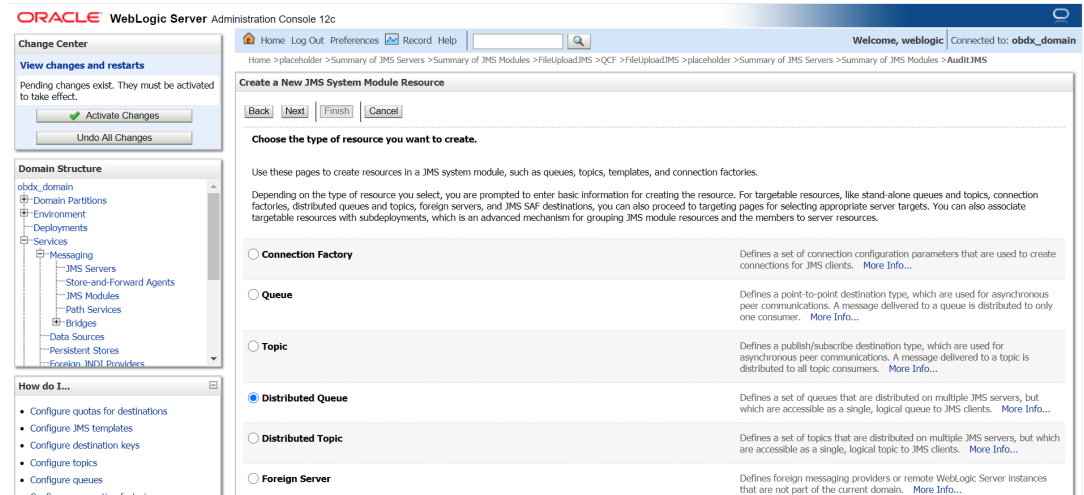 ORACLE WebLogic Server Administration Console 12c
Change Center
View changes and restarts
Pending changes exist. They must be activated
to take effect.
Activate Changes
Undo All Changes
Domain Structure
obdx_domain
Domain Partitions
Environment
Deployments
Services
Messaging
JMS Servers
Store-and-Forward Agents
JMS Modules
Path Services
Bridges
Data Sources
Persistent Stores
Foreign JNDI Providers
How do I...
Configure quotas for destinations
Configure JMS templates
Configure destination keys
Configure topics
Configure queues
Home Log Out Preferences Record Help
Welcome, weblogic Connected to: obdx_domain
Home >placeholder >Summary of JMS Servers >Summary of JMS Modules >FileUploadJMS >QCF >FileUploadJMS >placeholder >Summary of JMS Servers >Summary of JMS Modules >AuditJMS
Create a New JMS System Module Resource
Back Next Finish Cancel
Choose the type of resource you want to create.
Use these pages to create resources in a JMS system module, such as queues, topics, templates, and connection factories.
Depending on the type of resource you select, you are prompted to enter basic information for creating the resource. For targetable resources, like stand-alone queues and topics, connection
factories, distributed queues and topics, foreign servers, and JMS SAF destinations, you can also proceed to targeting pages for selecting appropriate server targets. You can also associate
targetable resources with subdeployments, which is an advanced mechanism for grouping JMS module resources and the members to server resources.
Connection Factory
Defines a set of connection configuration parameters that are used to create
connections for JMS clients. More Info...
Queue
Defines a point-to-point destination type, which are used for asynchronous
peer communications. A message delivered to a queue is distributed to only
one consumer. More Info...
Topic
Defines a publish/subscribe destination type, which are used for
asynchronous peer communications. A message delivered to a topic is
distributed to all topic consumers. More Info...
Distributed Queue
Defines a set of queues that are distributed on multiple JMS servers, but
which are accessible as a single, logical queue to JMS clients. More Info...
Distributed Topic
Defines a set of topics that are distributed on multiple JMS servers, but which
are accessible as a single, logical topic to JMS clients. More Info...
Foreign Server
Defines foreign messaging providers or remote WebLogic Server instances
that are not part of the current domain. More Info...